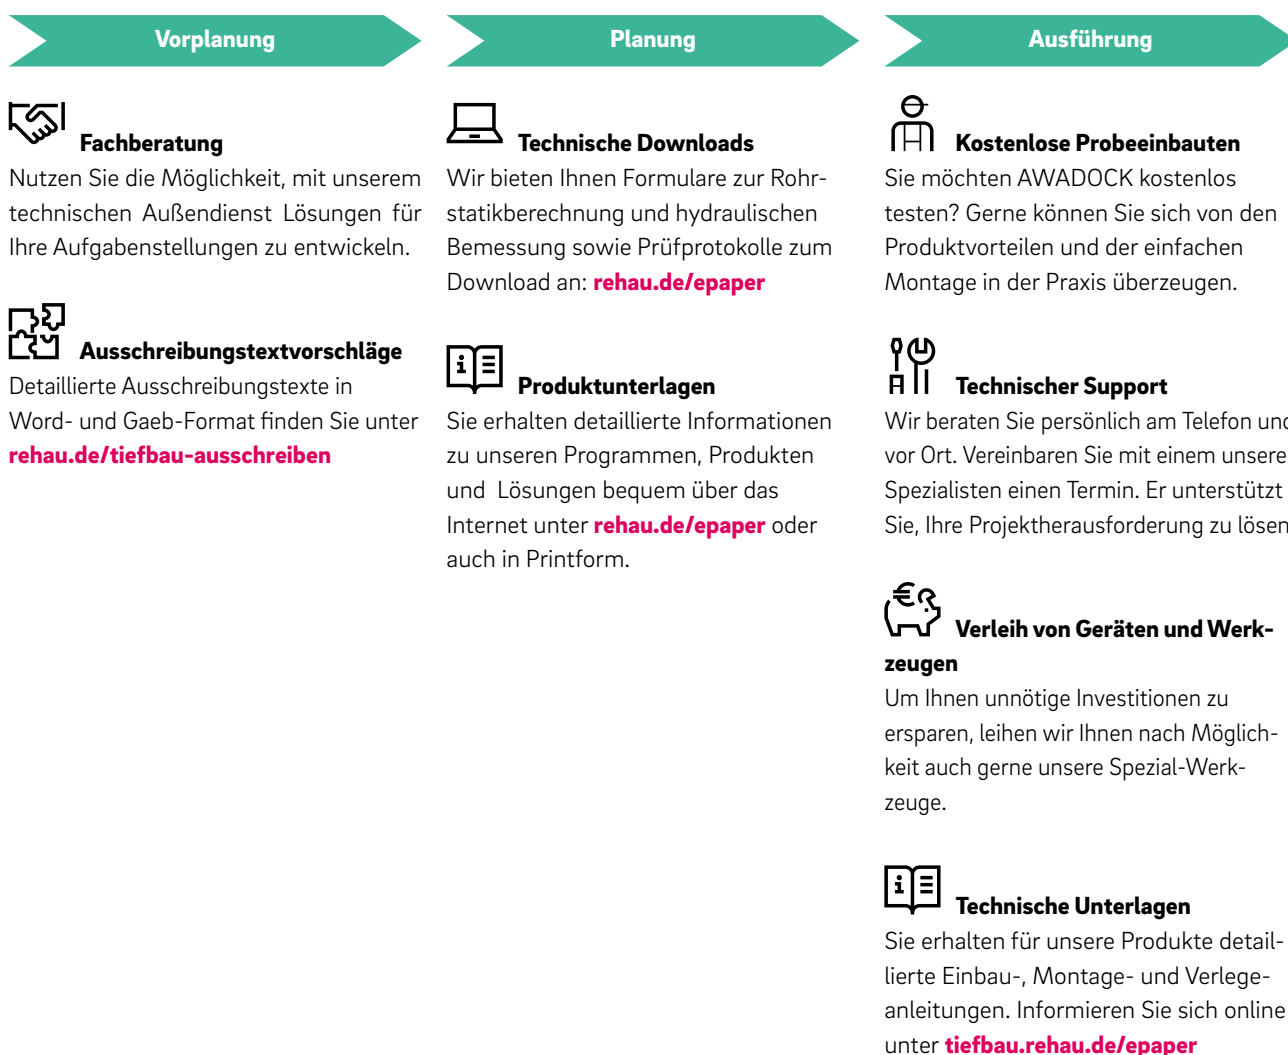 Vorplanung
Fachberatung
Nutzen Sie die Möglichkeit, mit unserem
technischen Außendienst Lösungen für
Ihre Aufgabenstellungen zu entwickeln.
Ausschreibungstextvorschläge
Detaillierte Ausschreibungstexte in
Word- und Gaeb-Format finden Sie unter
rehau.de/tiefbau-ausschreiben
Planung
Technische Downloads
Wir bieten Ihnen Formulare zur Rohr-
statikberechnung und hydraulischen
Bemessung sowie Prüfprotokolle zum
Download an: rehau.de/epaper
Produktunterlagen
Sie erhalten detaillierte Informationen
zu unseren Programmen, Produkten
und Lösungen bequem über das
Internet unter rehau.de/epaper oder
auch in Printform.
Ausführung
Kostenlose Probeeinbauten
Sie möchten AWADOCK kostenlos
testen? Gerne können Sie sich von den
Produktvorteilen und der einfachen
Montage in der Praxis überzeugen.
Technischer Support
Wir beraten Sie persönlich am Telefon und
vor Ort. Vereinbaren Sie mit einem unsere
Spezialisten einen Termin. Er unterstützt
Sie, Ihre Projektherausforderung zu lösen
Verleih von Geräten und Werk-
zeugen
Um Ihnen unnötige Investitionen zu
ersparen, leihen wir Ihnen nach Möglich-
keit auch gerne unsere Spezial-Werk-
zeuge.
Technische Unterlagen
Sie erhalten für unsere Produkte detail-
lierte Einbau-, Montage- und Verlege-
anleitungen. Informieren Sie sich online
unter tiefbau.rehau.de/epaper